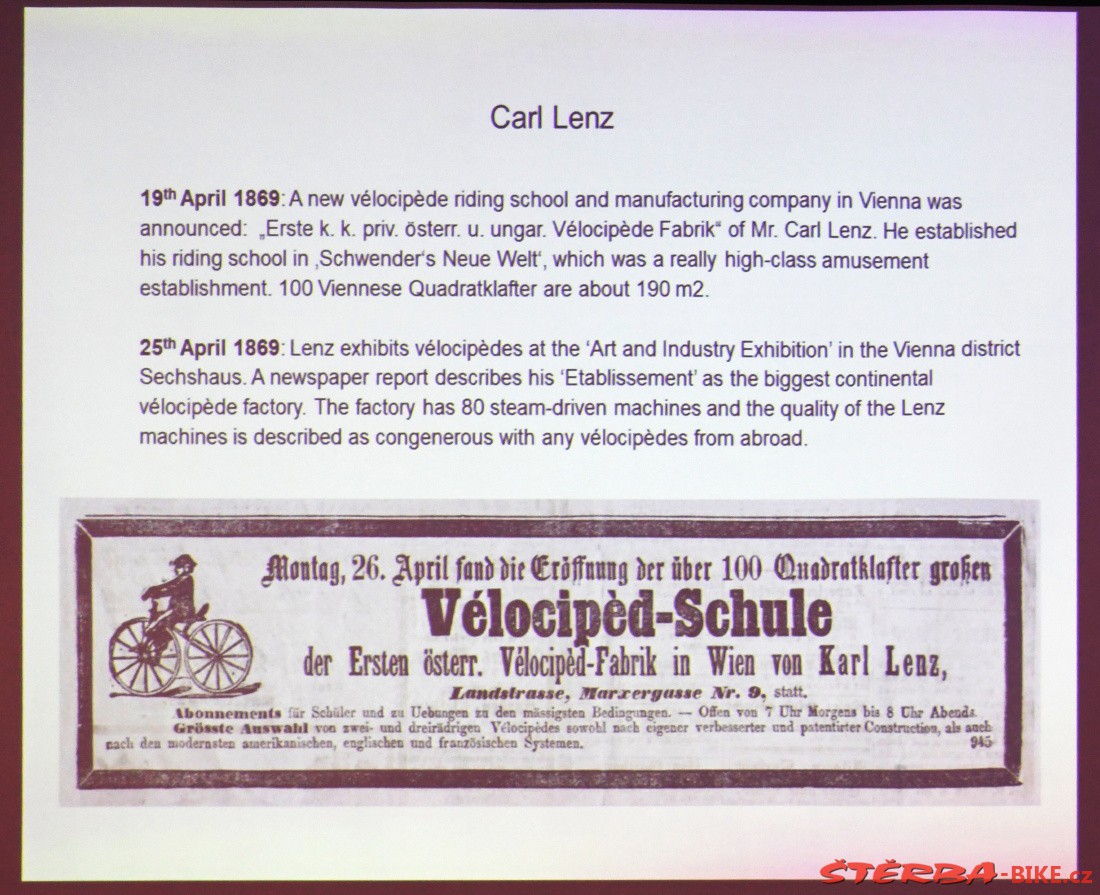 Carl Lenz
19th April 1869: A new vélocipède riding school and manufacturing company in Vienna was
announced: „Erste k. k. priv. österr. u. ungar. Vélocipède Fabrik“ of Mr. Carl Lenz. He established
his riding school in ‚Schwender‘s Neue Welt‘, which was a really high-class amusement
establishment. 100 Viennese Quadratklafter are about 190 m2.
25th April 1869: Lenz exhibits vélocipèdes at the ‘Art and Industry Exhibition’ in the Vienna district
Sechshaus. A newspaper report describes his ‘Etablissement’ as the biggest continental
vélocipède factory. The factory has 80 steam-driven machines and the quality of the Lenz
machines is described as congenerous with any vélocipèdes from abroad.
Montag, 26. April fand die Eröffnung der über 100 Quadratklafter großen
Vélocipèd-Schule
der Ersten österr. Vélocipèd-Fabrik in Wien von Karl Lenz,
Landstrasse, Marxergasse Nr. 9, statt.
Abonnements für Schüler und zu Uebungen zu den mässigsten Bedingungen. — Offen von 7 Uhr Morgens bis 8 Uhr Abends.
Grösste Auswahl von zwei- und dreirädrigen Vélocipèdes sowohl nach eigener verbesserter und patentirter Construction, als auch
nach den modernsten amerikanischen, englischen und französischen Systemen. 945
ŠTĚRBA-BIKE.cz